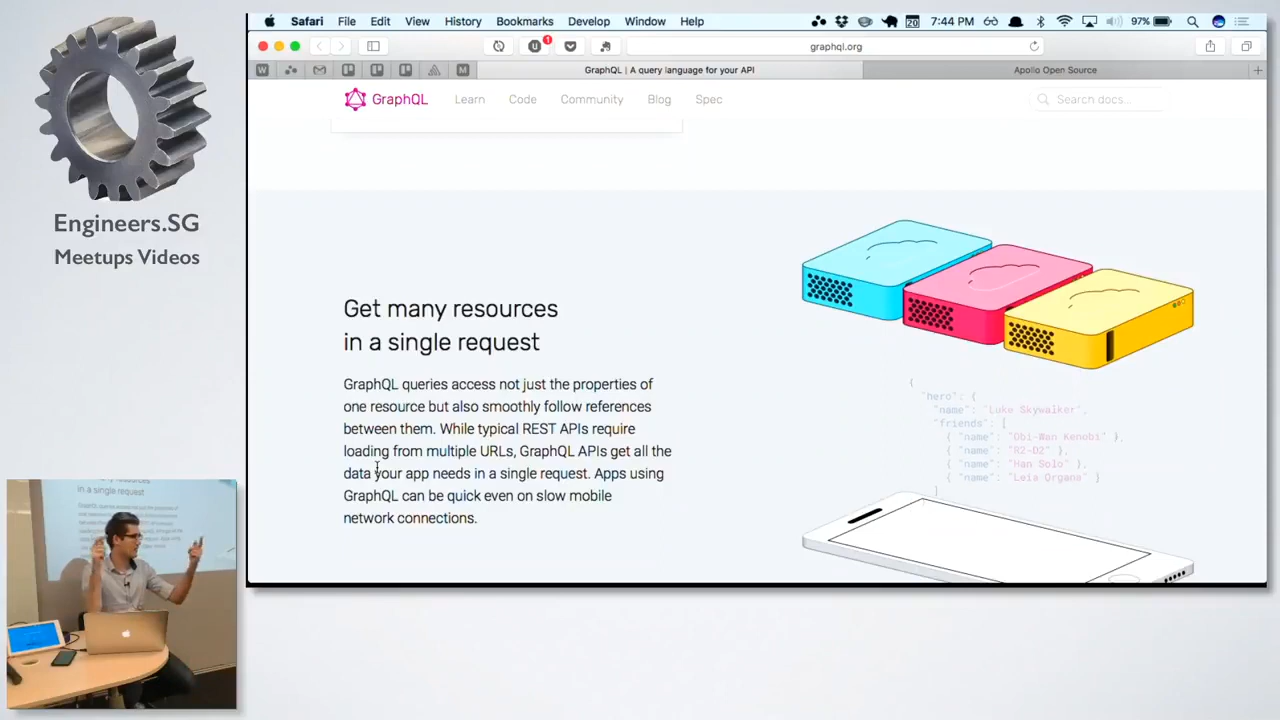 Engineers.SG
Meetups Videos
Safari File Edit View History Bookmarks Develop Window Help
20
7:44 PM
97%
1
graphql.org
W
M
GraphQL | A query language for your API
Apollo Open Source
GraphQL
Learn Code Community Blog Spec
Search docs...
Get many resources
in a single request
GraphQL queries access not just the properties of
one resource but also smoothly follow references
between them. While typical REST APIs require
loading from multiple URLs, GraphQL APIs get all the
data your app needs in a single request. Apps using
GraphQL can be quick even on slow mobile
network connections.
{
"hero": {
"name": "Luke Skywalker",
"friends": [
{ "name": "Obi-Wan Kenobi" },
{ "name": "R2-D2" },
{ "name": "Han Solo" },
{ "name": "Leia Organa" }
]
in a single request